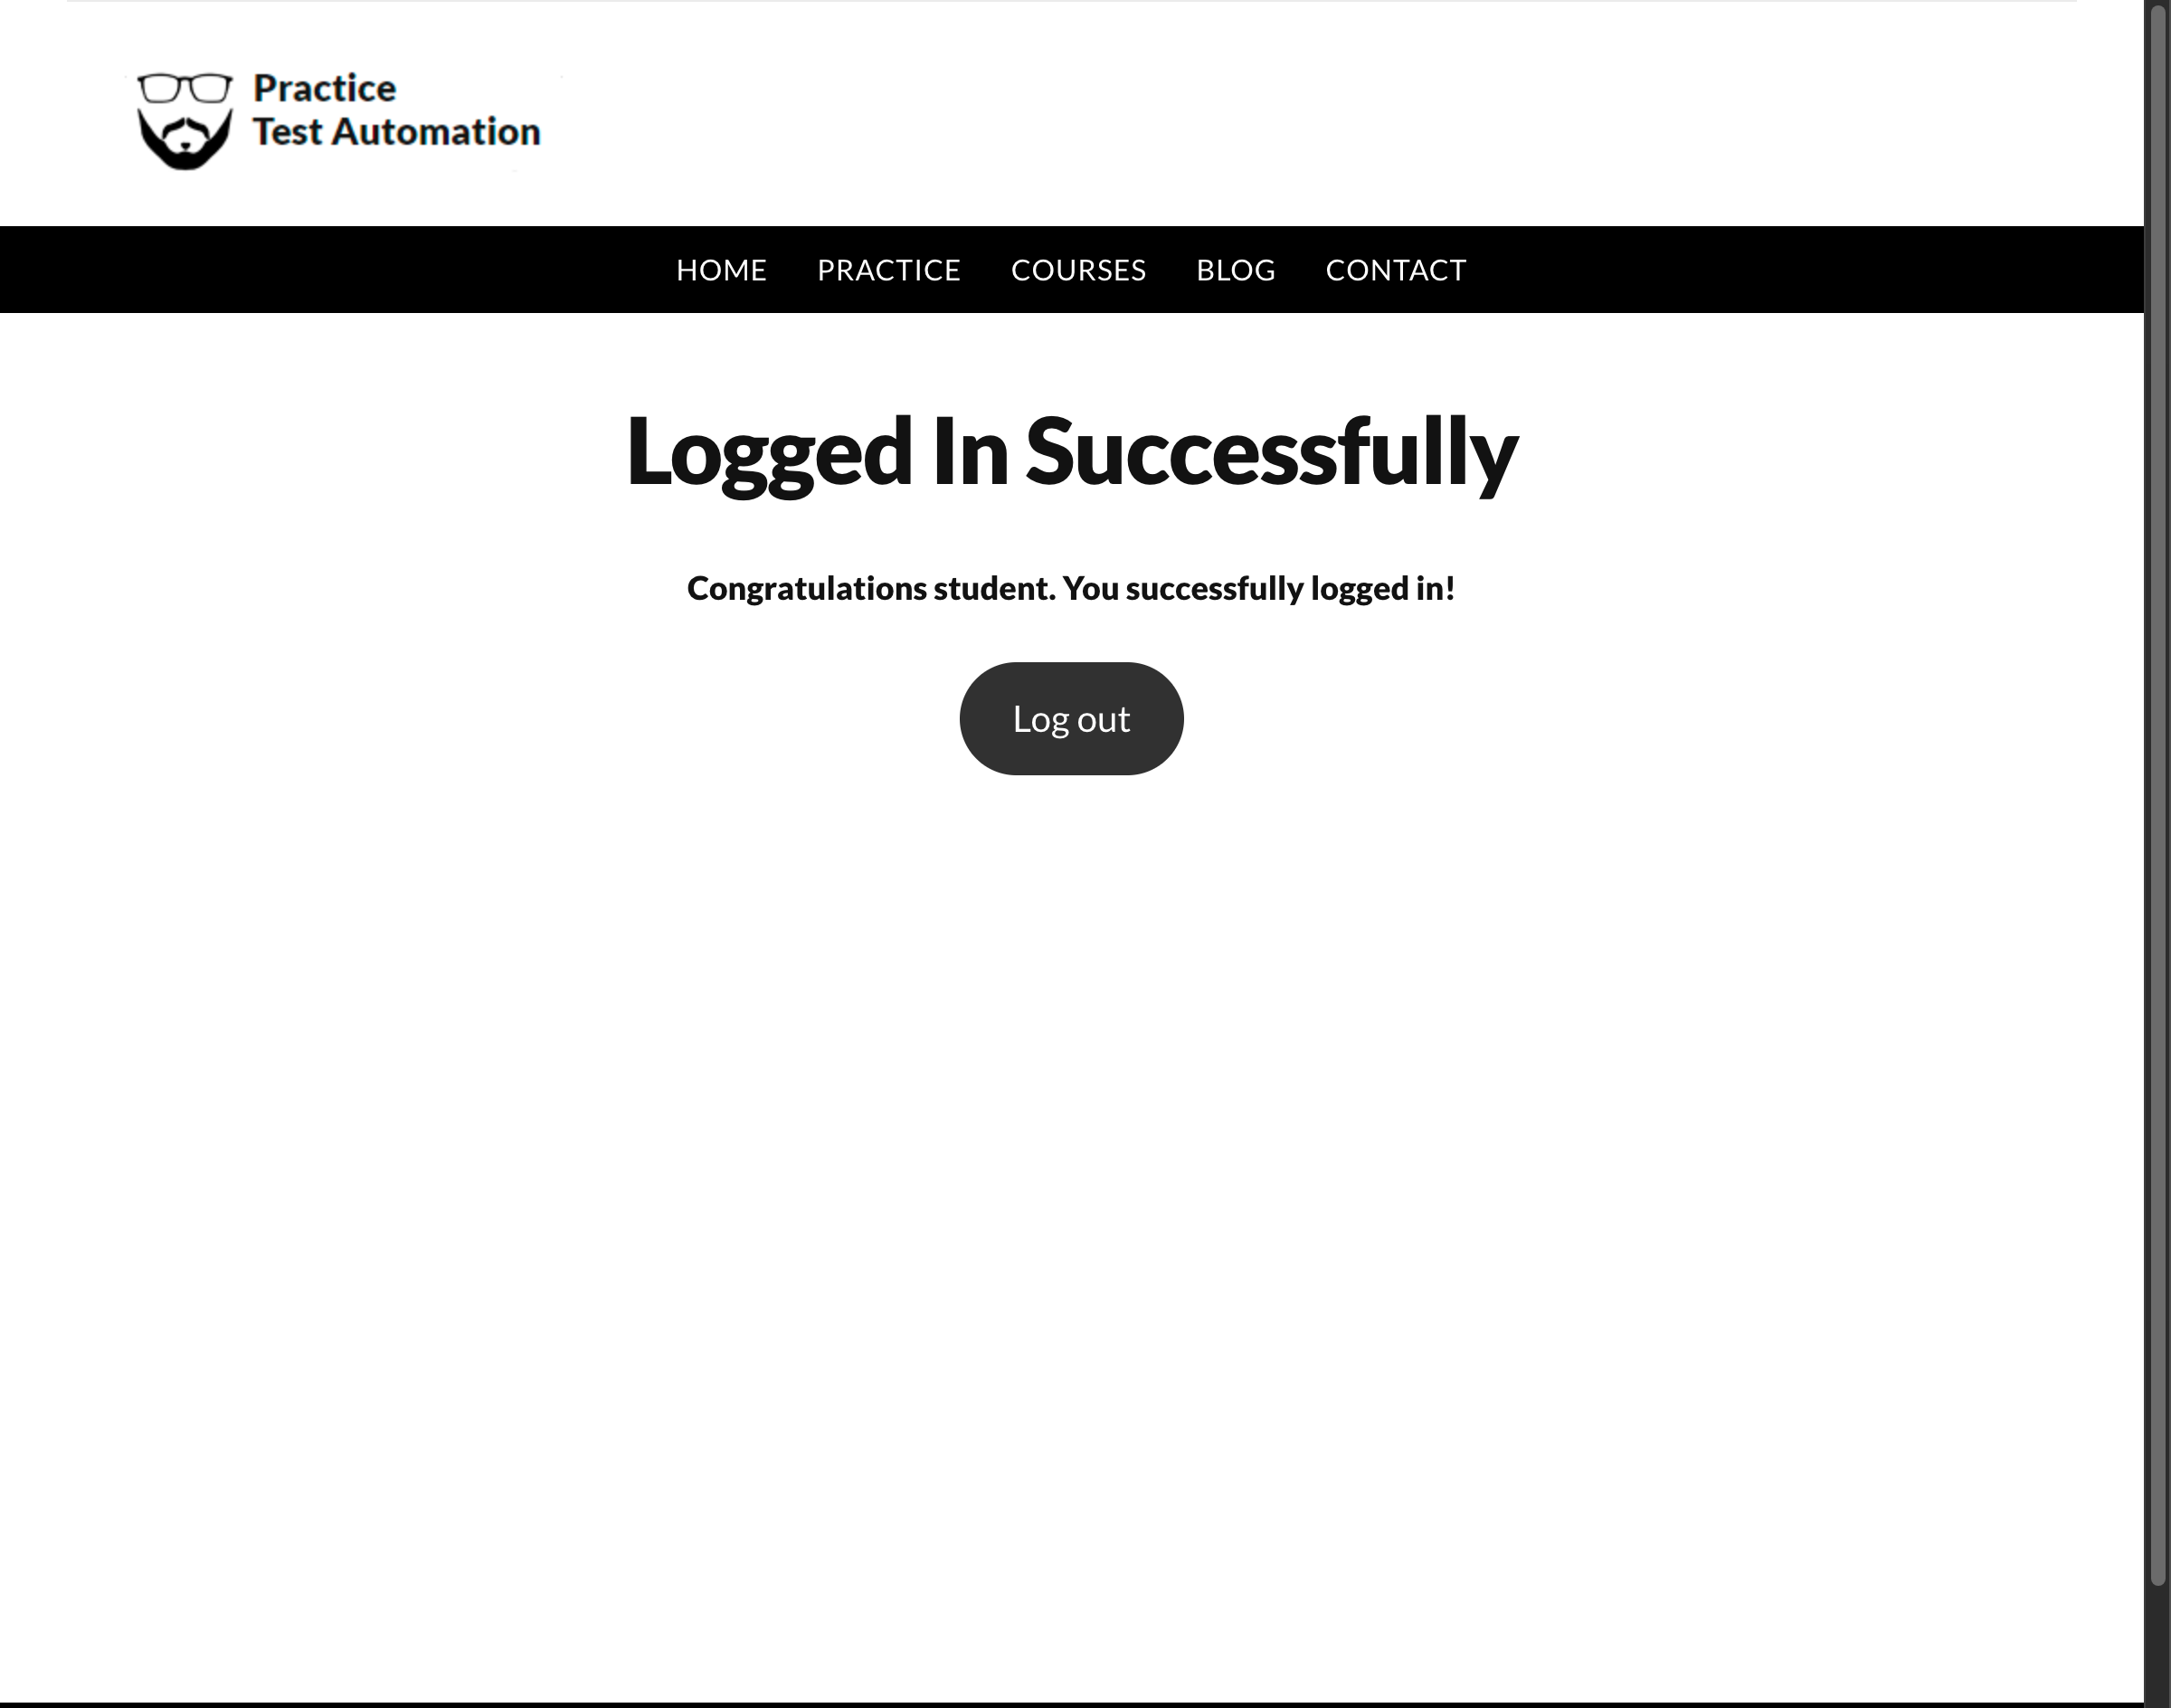 Practice
Test Automation
HOME PRACTICE COURSES BLOG CONTACT
Logged In Successfully
Congratulations student. You successfully logged in!
Log out